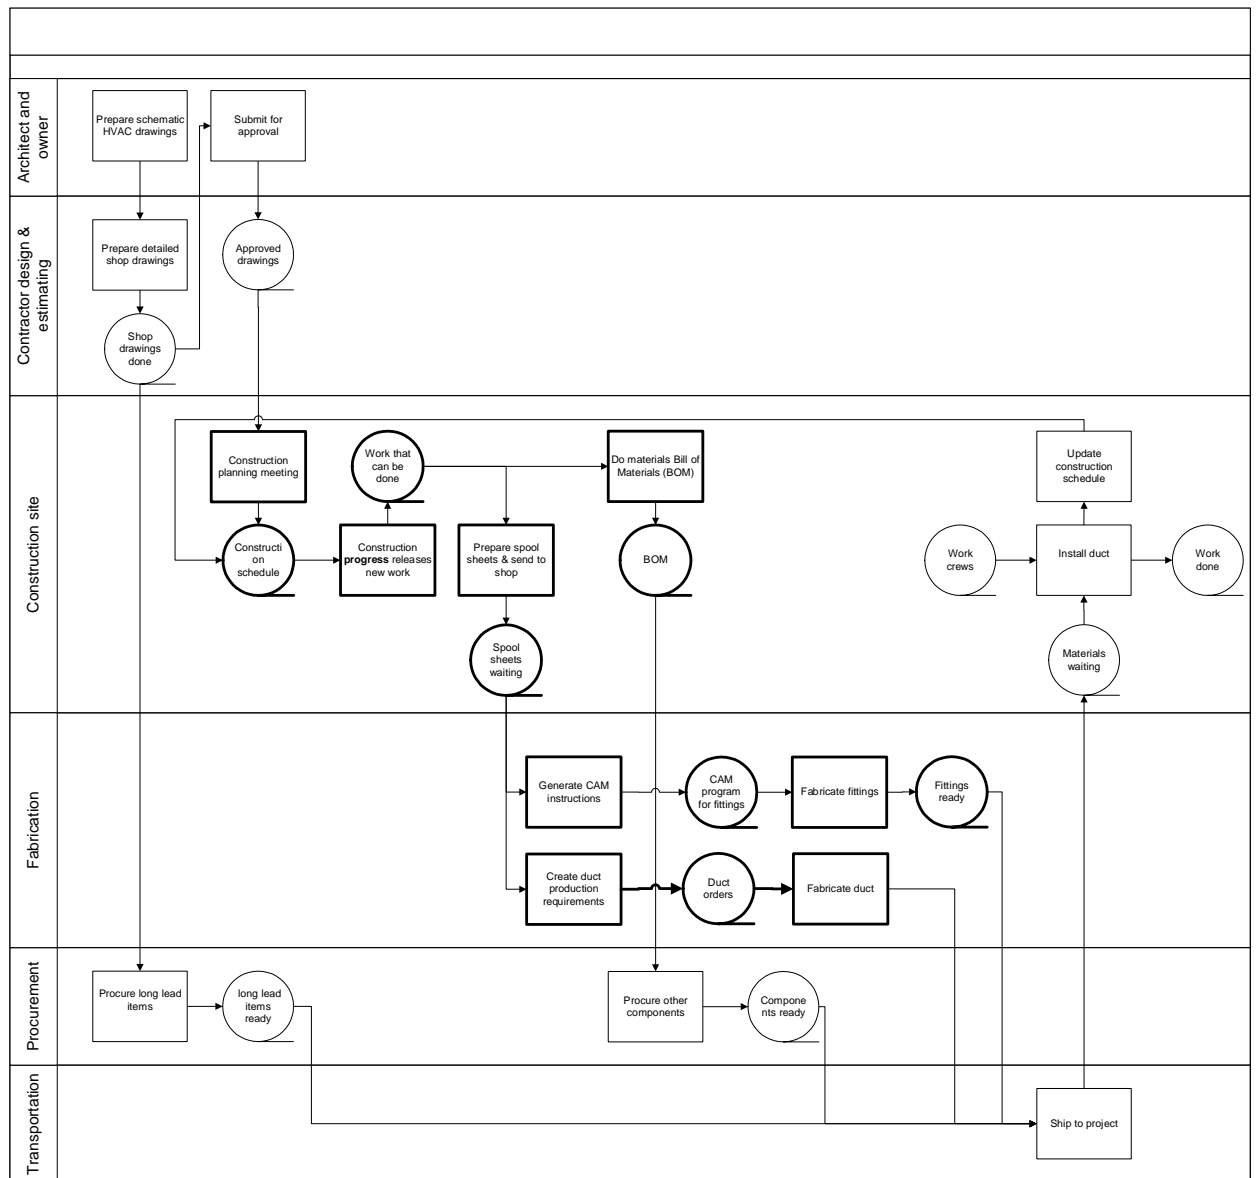 Architect and
owner
Prepare schematic
HVAC drawings
Submit for
approval
Contractor design &
estimating
Prepare detailed
shop drawings
Approved
drawings
Shop
drawings
done
Construction site
Construction
planning meeting
Work that
can be
done
Do materials Bill of
Materials (BOM)
Update
construction
schedule
Constructi
on
schedule
Construction
progress releases
new work
Prepare spool
sheets & send to
shop
BOM
Work
crews
Install duct
Work
done
Spool
sheets
waiting
Materials
waiting
Fabrication
Generate CAM
instructions
CAM
program
for fittings
Fabricate fittings
Fittings
ready
Create duct
production
requirements
Duct
orders
Fabricate duct
Procurement
Procure long lead
items
long lead
items
ready
Procure other
components
Compone
nts ready
Transportation
Ship to project